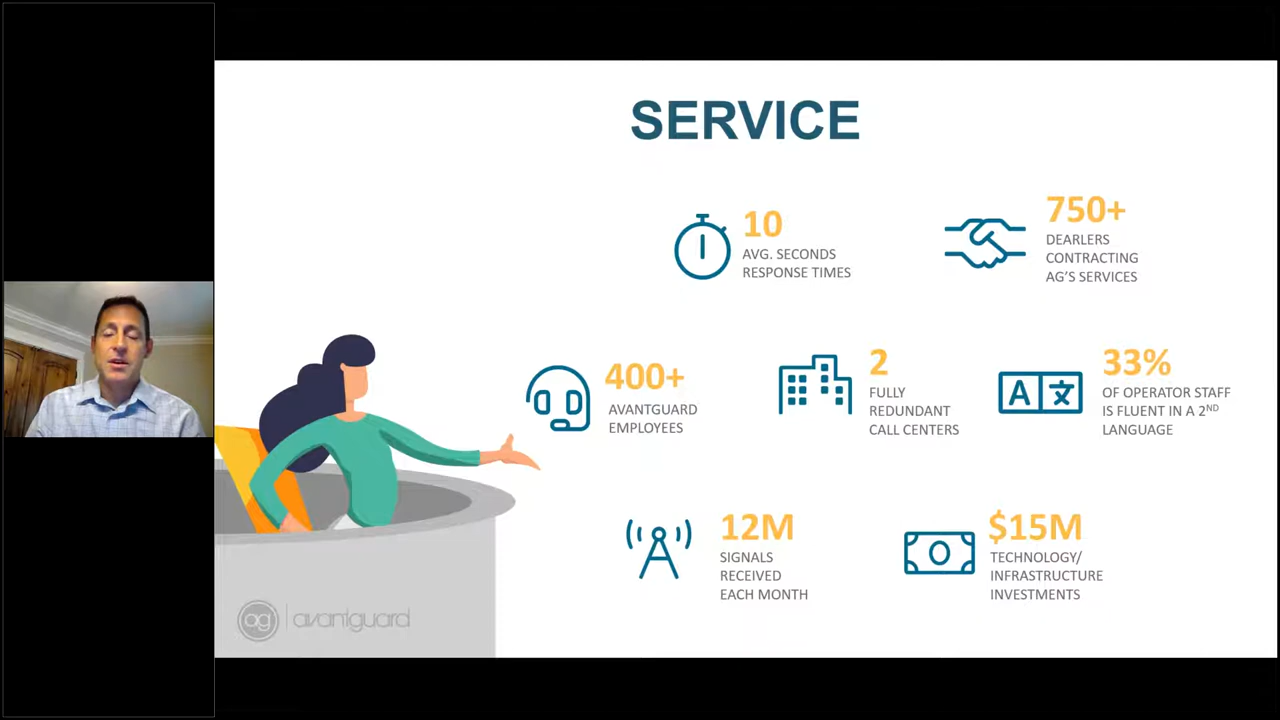 SERVICE
10
AVG. SECONDS
RESPONSE TIMES
750+
DEARLERS
CONTRACTING
AG'S SERVICES
400+
AVANTGUARD
EMPLOYEES
2
FULLY
REDUNDANT
CALL CENTERS
A 文
33%
OF OPERATOR STAFF
IS FLUENT IN A 2ND
LANGUAGE
12M
SIGNALS
RECEIVED
EACH MONTH
$15M
TECHNOLOGY/
INFRASTRUCTURE
INVESTMENTS
ag avantguard